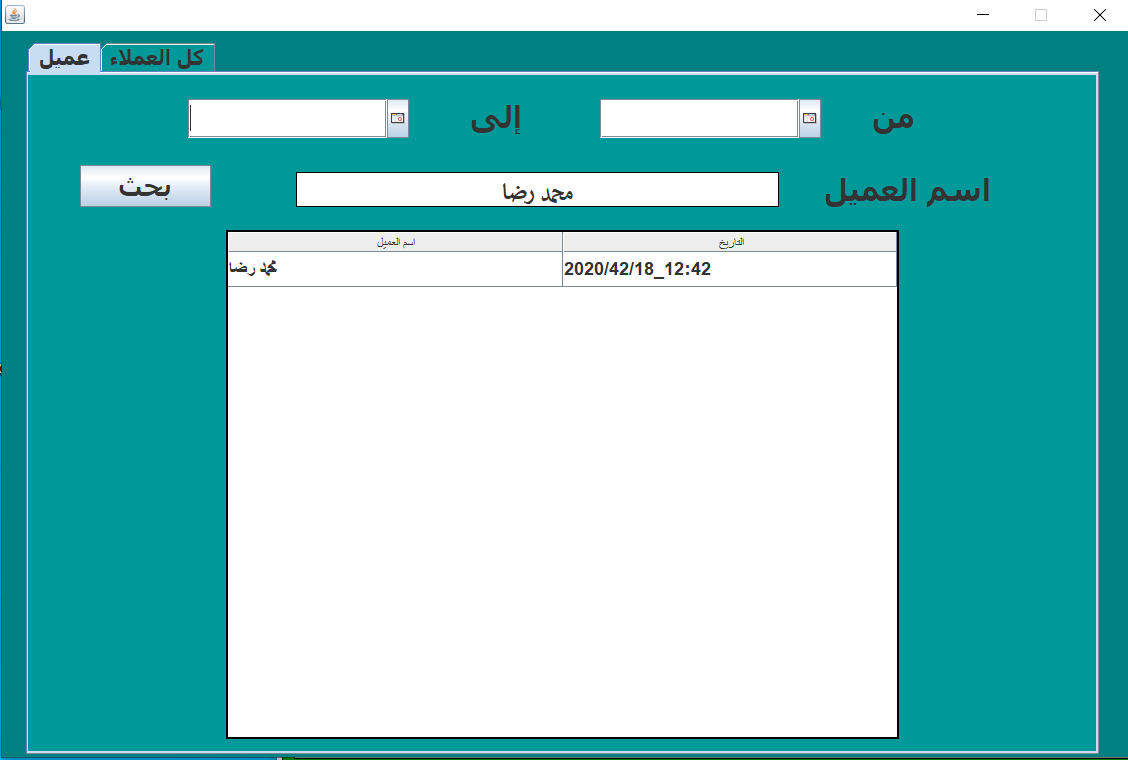 عميل
كل العملاء
من
إلى
اسم العميل
محمد رضا
بحث
التاريخ
اسم العميل
2020/42/18_12:42
محمد رضا